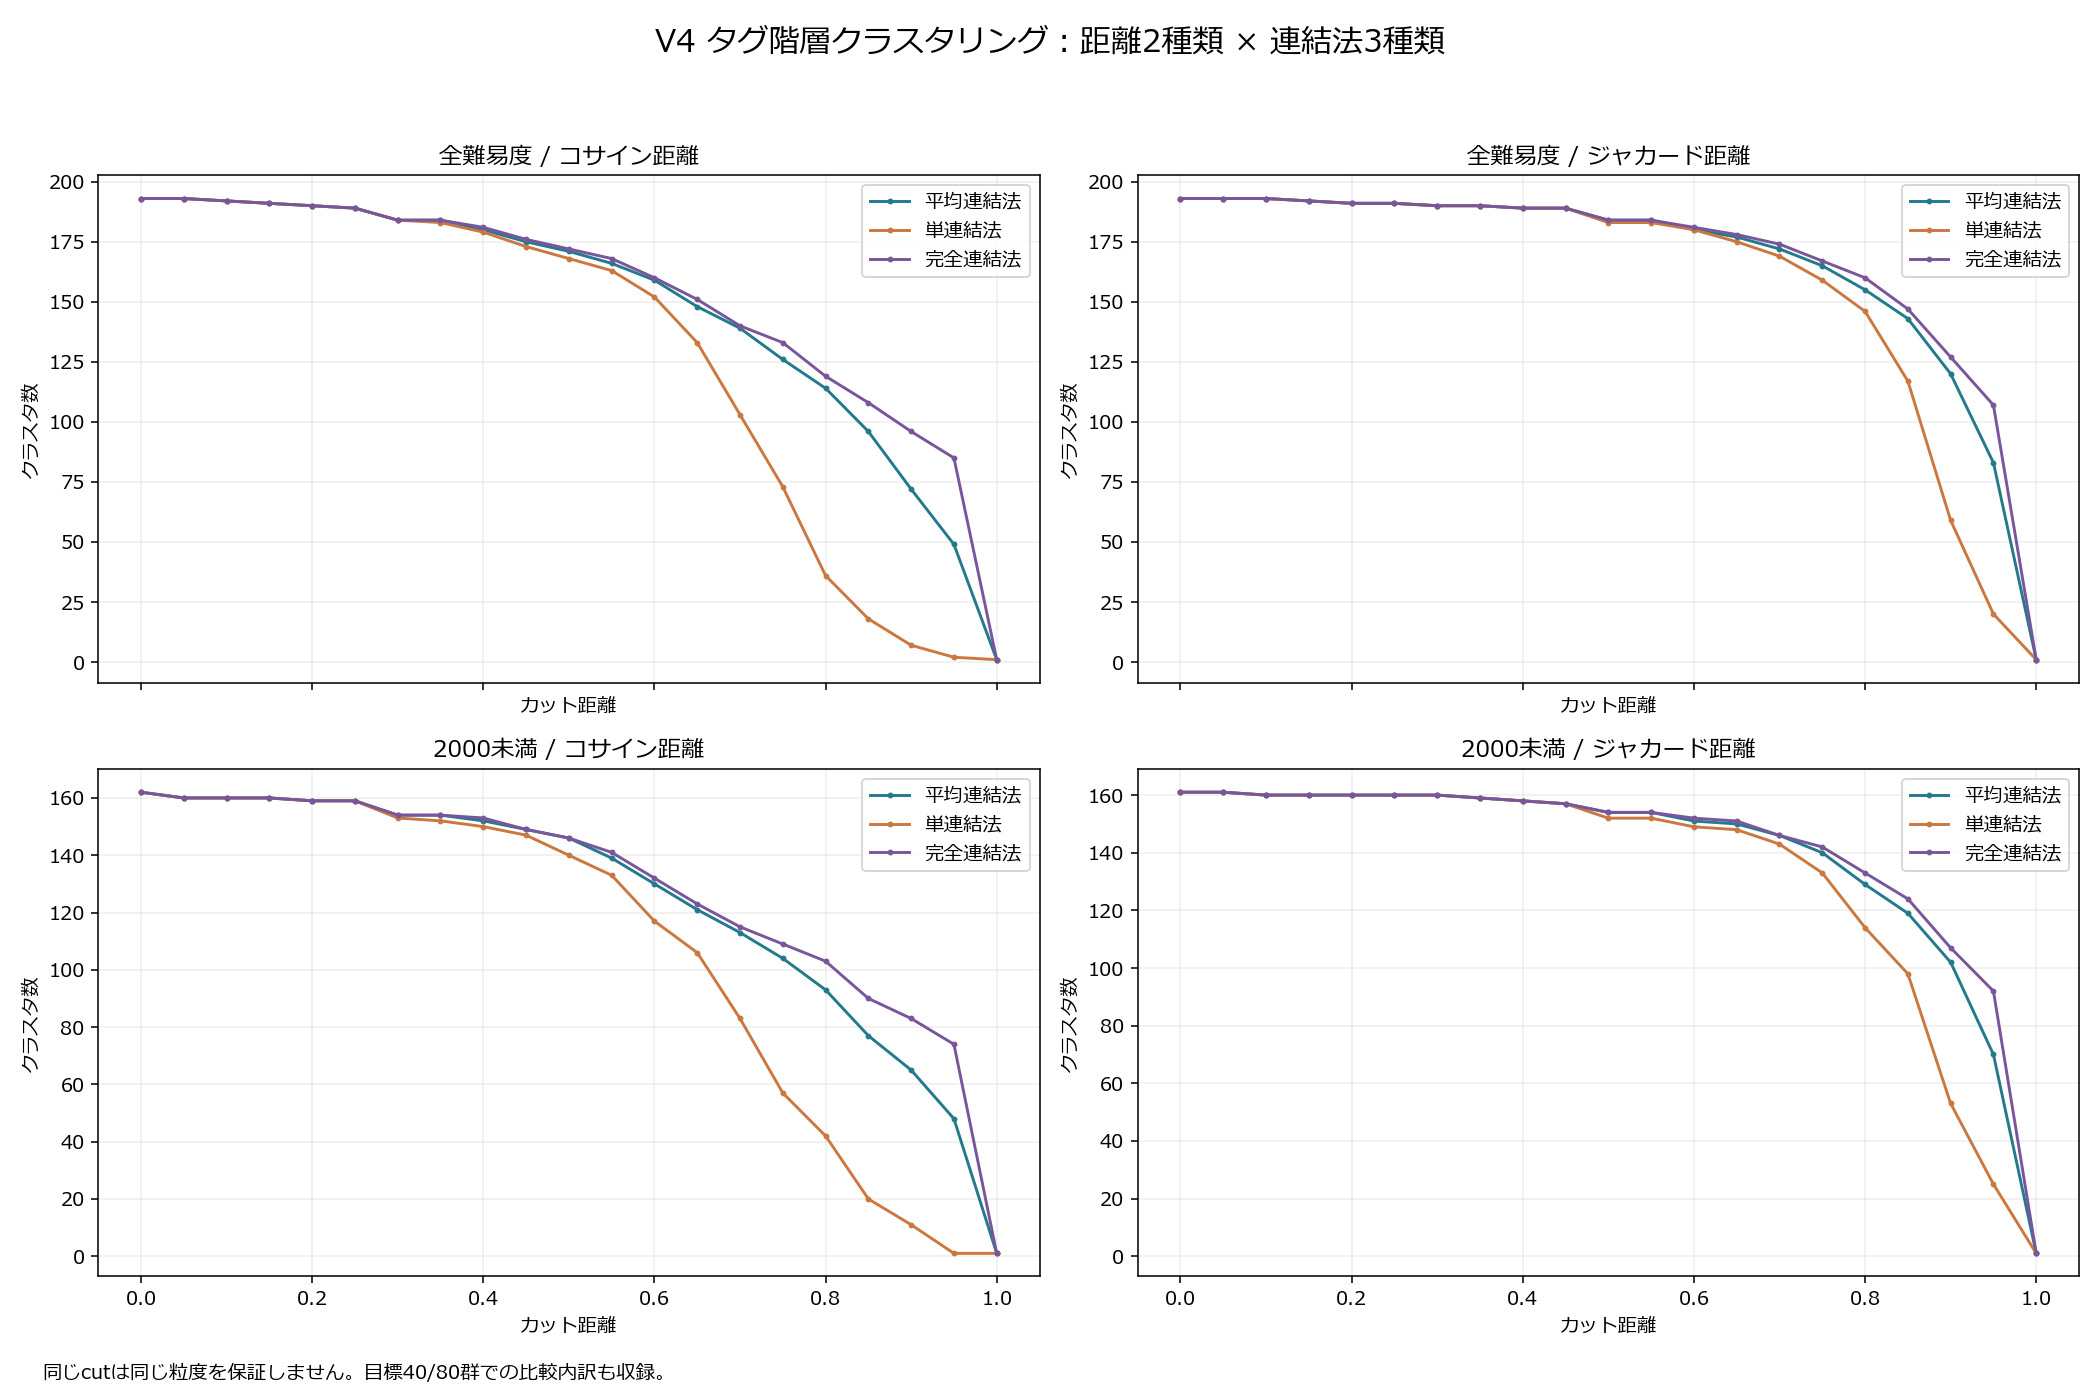 V4 タグ階層クラスタリング：距離2種類 × 連結法3種類
全難易度 / コサイン距離
クラスタ数
200
175
150
125
100
75
50
25
0
平均連結法
単連結法
完全連結法
カット距離
全難易度 / ジャカード距離
クラスタ数
200
175
150
125
100
75
50
25
0
平均連結法
単連結法
完全連結法
カット距離
2000未満 / コサイン距離
クラスタ数
160
140
120
100
80
60
40
20
0
平均連結法
単連結法
完全連結法
0.0 0.2 0.4 0.6 0.8 1.0
カット距離
2000未満 / ジャカード距離
クラスタ数
160
140
120
100
80
60
40
20
0
平均連結法
単連結法
完全連結法
0.0 0.2 0.4 0.6 0.8 1.0
カット距離
同じcutは同じ粒度を保証しません。目標40/80群での比較内訳も収録。